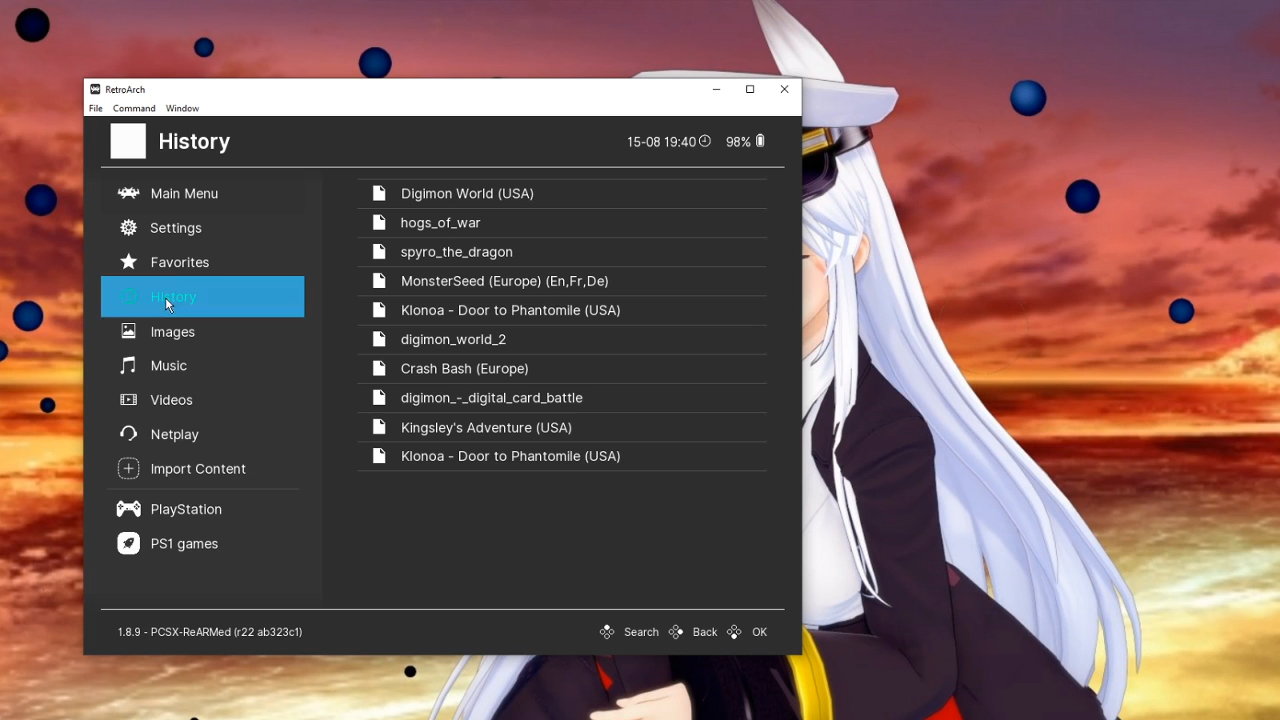 RetroArch
File Command Window
History
15-08 19:40 98%
Main Menu
Settings
Favorites
History
Images
Music
Videos
Netplay
Import Content
PlayStation
PS1 games
Digimon World (USA)
hogs_of_war
spyro_the_dragon
MonsterSeed (Europe) (En,Fr,De)
Klonoa - Door to Phantomile (USA)
digimon_world_2
Crash Bash (Europe)
digimon_-_digital_card_battle
Kingsley's Adventure (USA)
Klonoa - Door to Phantomile (USA)
1.8.9 - PCSX-ReARMed (r22 ab323c1)
Search Back OK